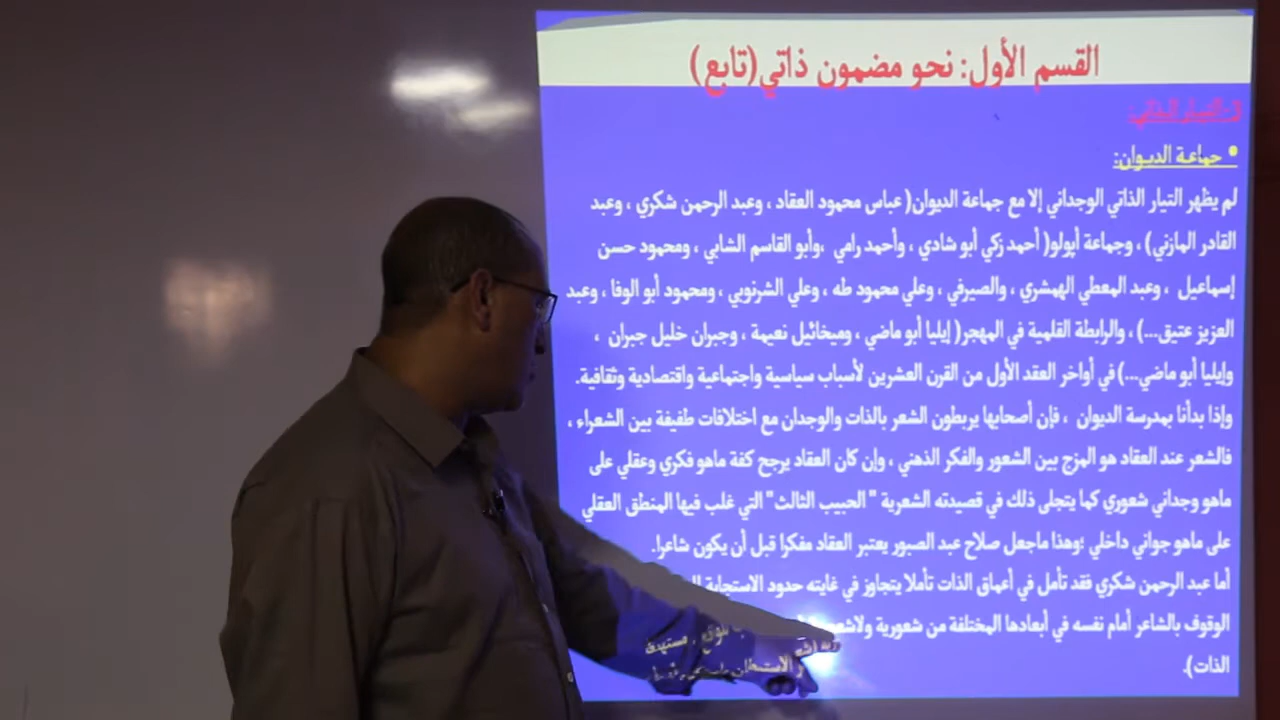 القسم الأول: نحو مضمون ذاتي(تابع)
• جماعة الديوان:
لم يظهر التيار الذاتي الوجداني إلا مع جماعة الديوان( عباس محمود العقاد ، وعبد الرحمن شكري ، وعبد
القادر المازني) ، وجماعة أپولو( أحمد زكي أبو شادي ، وأحمد رامي ،وأبو القاسم الشابي ، ومحمود حسن
إسماعيل ، وعبد المعطي الهمشري ، والصيرفي ، وعلي محمود طه ، وعلي الشرنوبي ، ومحمود أبو الوفا ، وعبد
العزيز عتيق...) ، والرابطة القلمية في المهجر( إيليا أبو ماضي ، وميخائيل نعيمة ، وجبران خليل جبران ،
وإيليا أبو ماضي...) في أواخر العقد الأول من القرن العشرين لأسباب سياسية واجتماعية واقتصادية وثقافية.
وإذا بدأنا بمدرسة الديوان ، فإن أصحابها يربطون الشعر بالذات والوجدان مع اختلافات طفيفة بين الشعراء ،
فالشعر عند العقاد هو المزج بين الشعور والفكر الذهني ، وإن كان العقاد يرجح كفة ماهو فكري وعقلي على
ماهو وجداني شعوري كما يتجلى ذلك في قصيدته الشعرية " الحبيب الثالث" التي غلب فيها المنطق العقلي
على ماهو جواني داخلي ؛وهذا ماجعل صلاح عبد الصبور يعتبر العقاد مفكرا قبل أن يكون شاعرا.
أما عبد الرحمن شكري فقد تأمل في أعماق الذات تأملا يتجاوز في غايته حدود الاستجابة
الوقوف بالشاعر أمام نفسه في أبعادها المختلفة من شعورية
الذات).